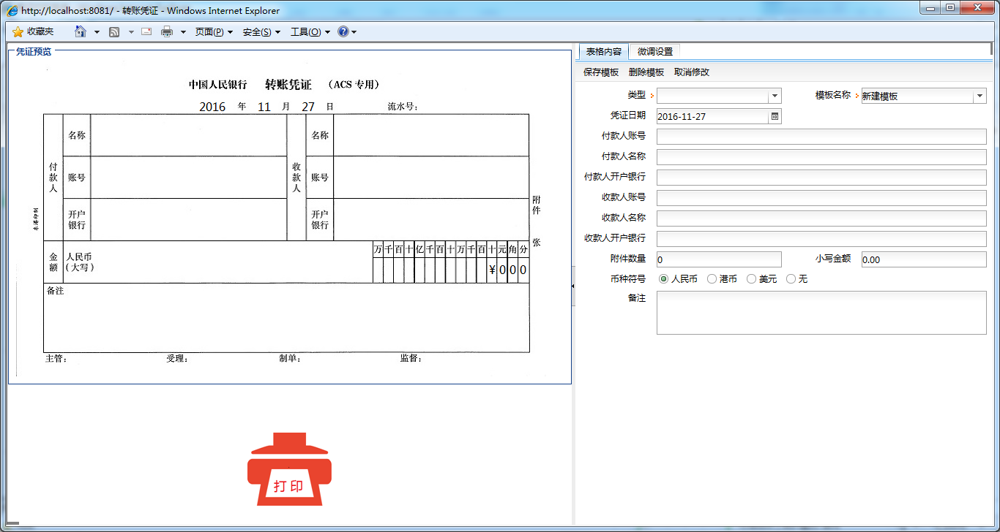 http://localhost:8081/ - 转账凭证 - Windows Internet Explorer
收藏夹 页面(P) 安全(S) 工具(O)
凭证预览
中国人民银行 转账凭证 (ACS 专用)
2016 年 11 月 27 日 流水号:
付款人 名称 收款人 名称
账号 账号
开户银行 开户银行
附件 张
东港印制
金额 人民币(大写) 万 千 百 十 亿 千 百 十 万 千 百 十 元 角 分
¥ 0 0 0
备注
主管: 受理: 制单: 监督:
打印
表格内容 微调设置
保存模板 删除模板 取消修改
类型 模板名称 新建模板
凭证日期 2016-11-27
付款人账号
付款人名称
付款人开户银行
收款人账号
收款人名称
收款人开户银行
附件数量 0 小写金额 0.00
币种符号 人民币 港币 美元 无
备注